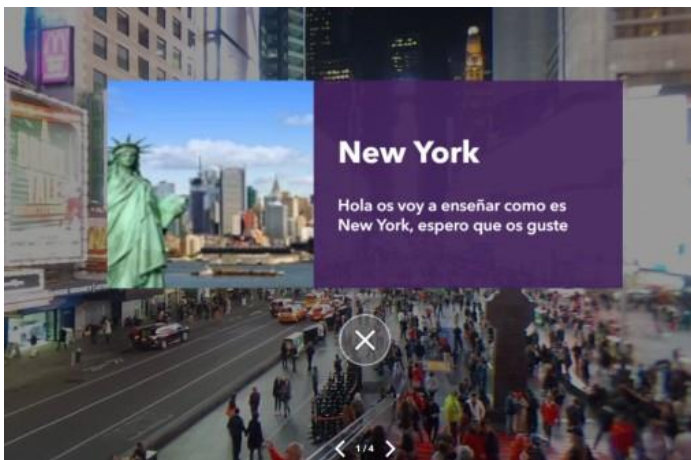 New York
Hola os voy a enseñar como es
New York, espero que os guste
1/4